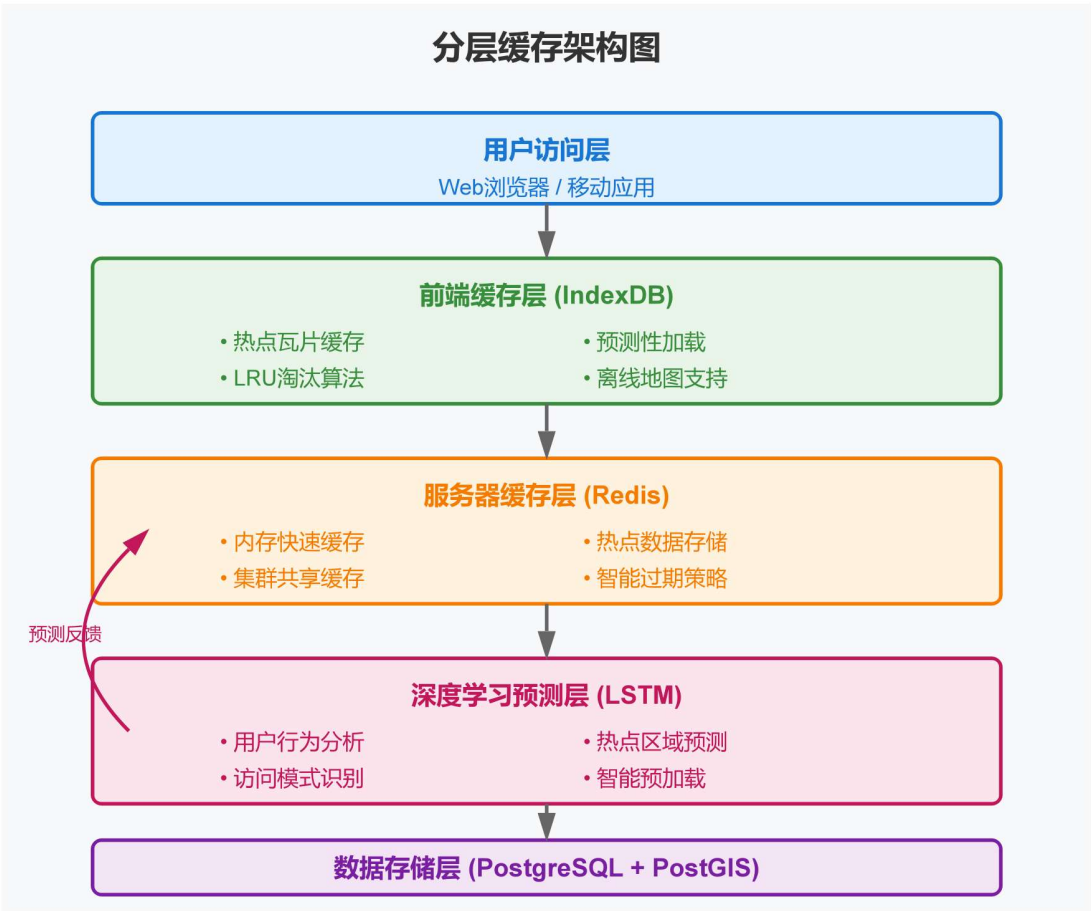 分层缓存架构图
用户访问层
Web浏览器 / 移动应用
前端缓存层 (IndexDB)
• 热点瓦片缓存
• 预测性加载
• LRU淘汰算法
• 离线地图支持
服务器缓存层 (Redis)
• 内存快速缓存
• 热点数据存储
• 集群共享缓存
• 智能过期策略
预测反馈
深度学习预测层 (LSTM)
• 用户行为分析
• 热点区域预测
• 访问模式识别
• 智能预加载
数据存储层 (PostgreSQL + PostGIS)